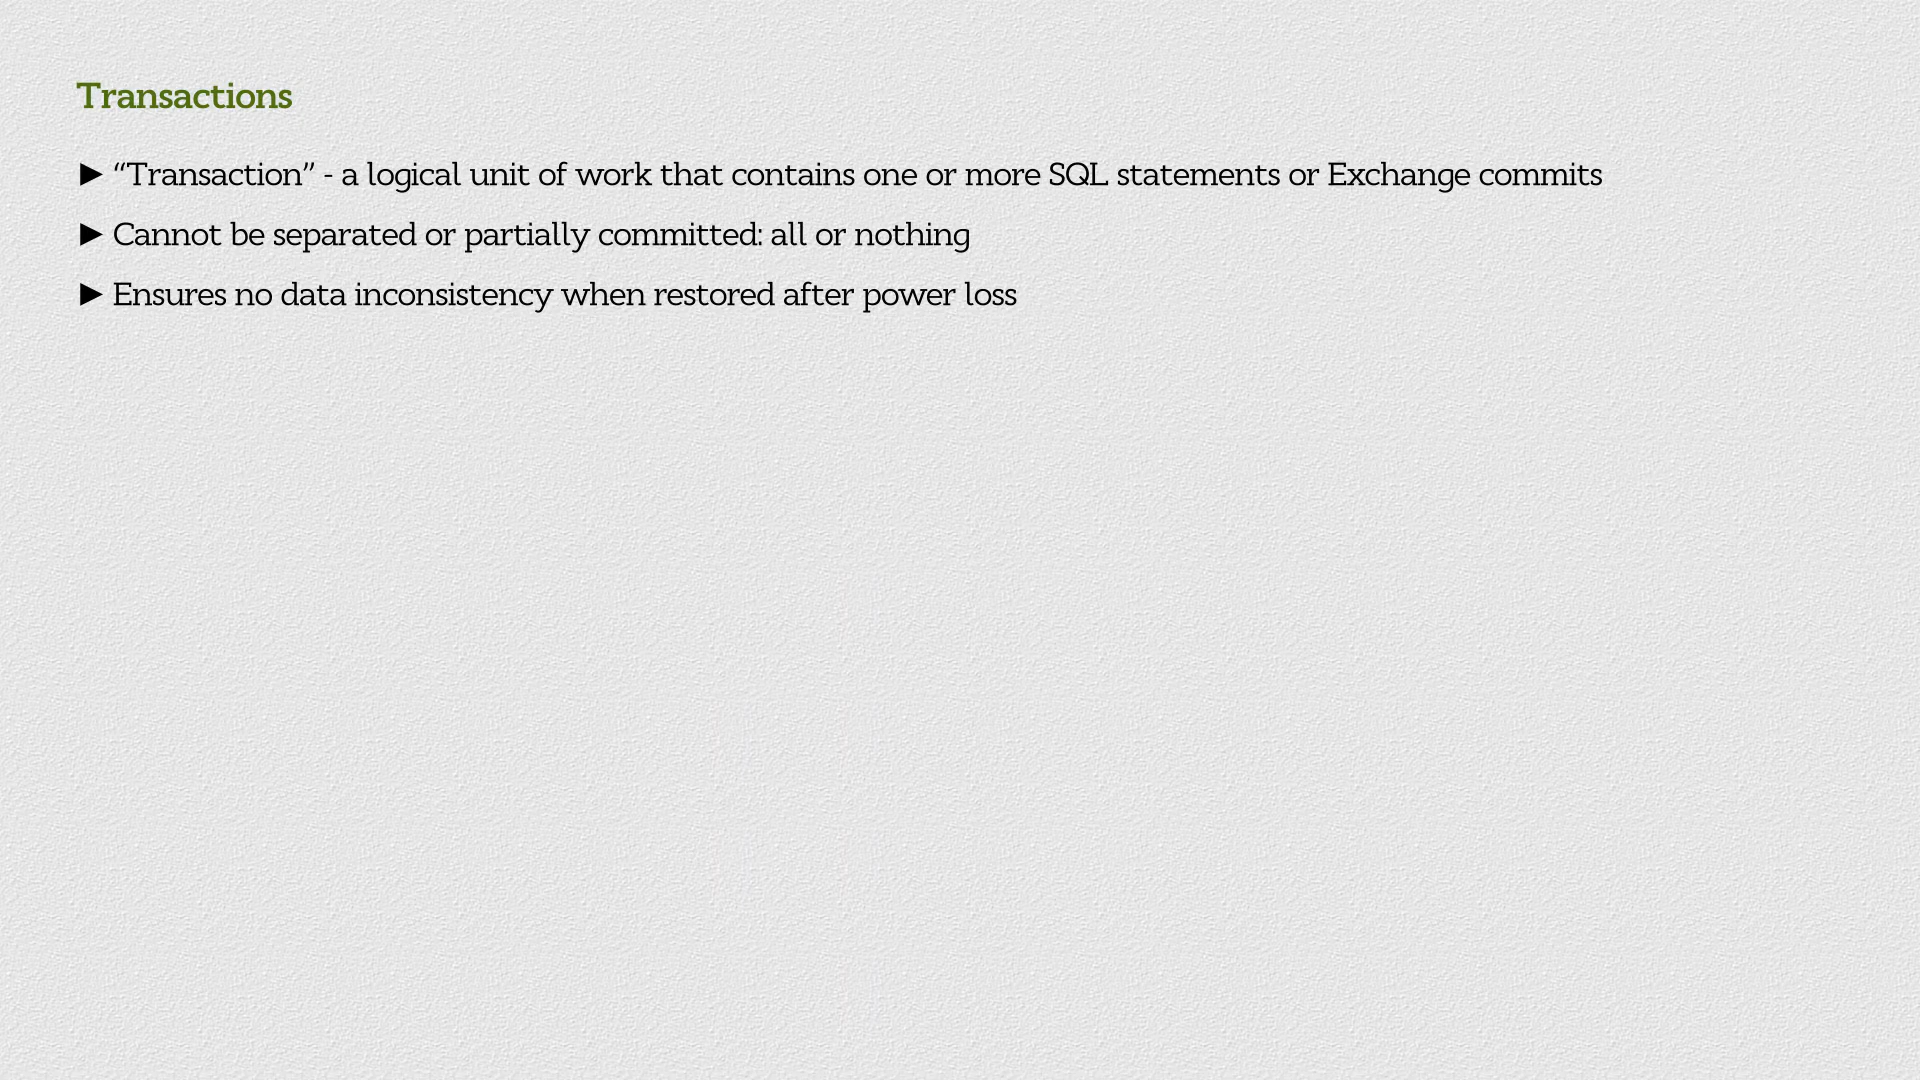 Transactions
► “Transaction” - a logical unit of work that contains one or more SQL statements or Exchange commits
► Cannot be separated or partially committed: all or nothing
► Ensures no data inconsistency when restored after power loss